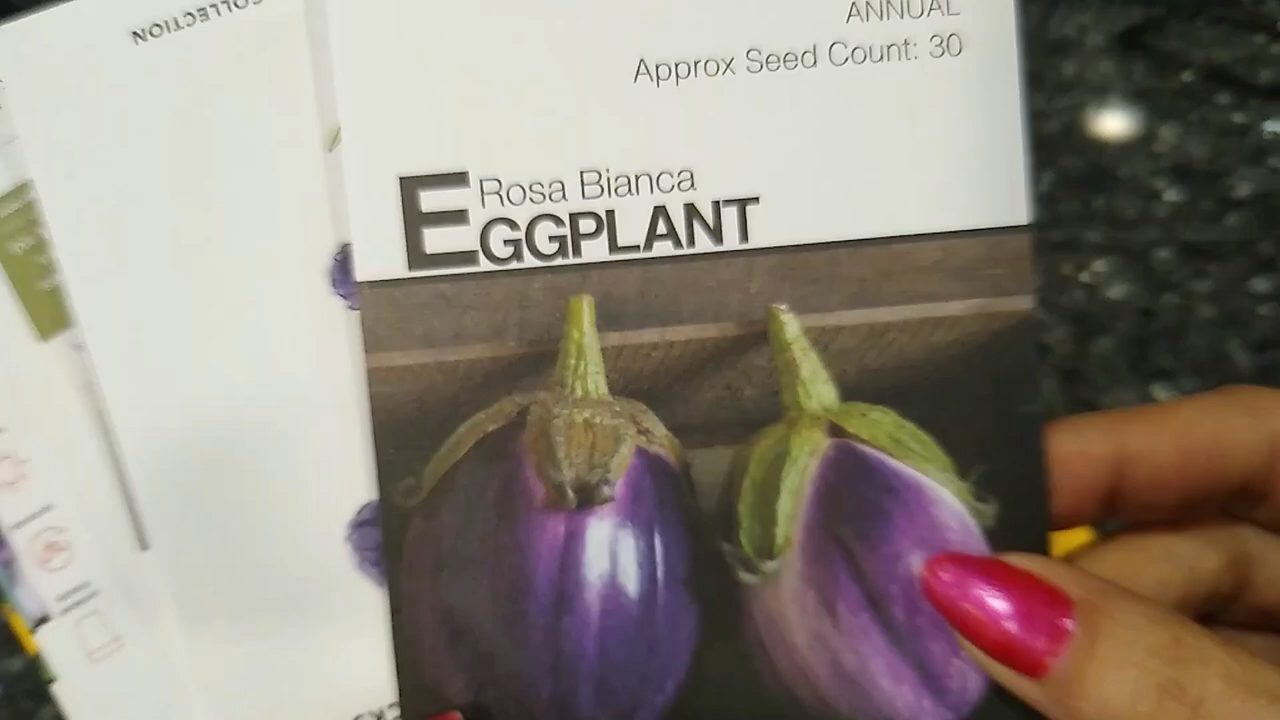 COLLECTION
ANNUAL
Approx Seed Count: 30
Rosa Bianca
EGGPLANT